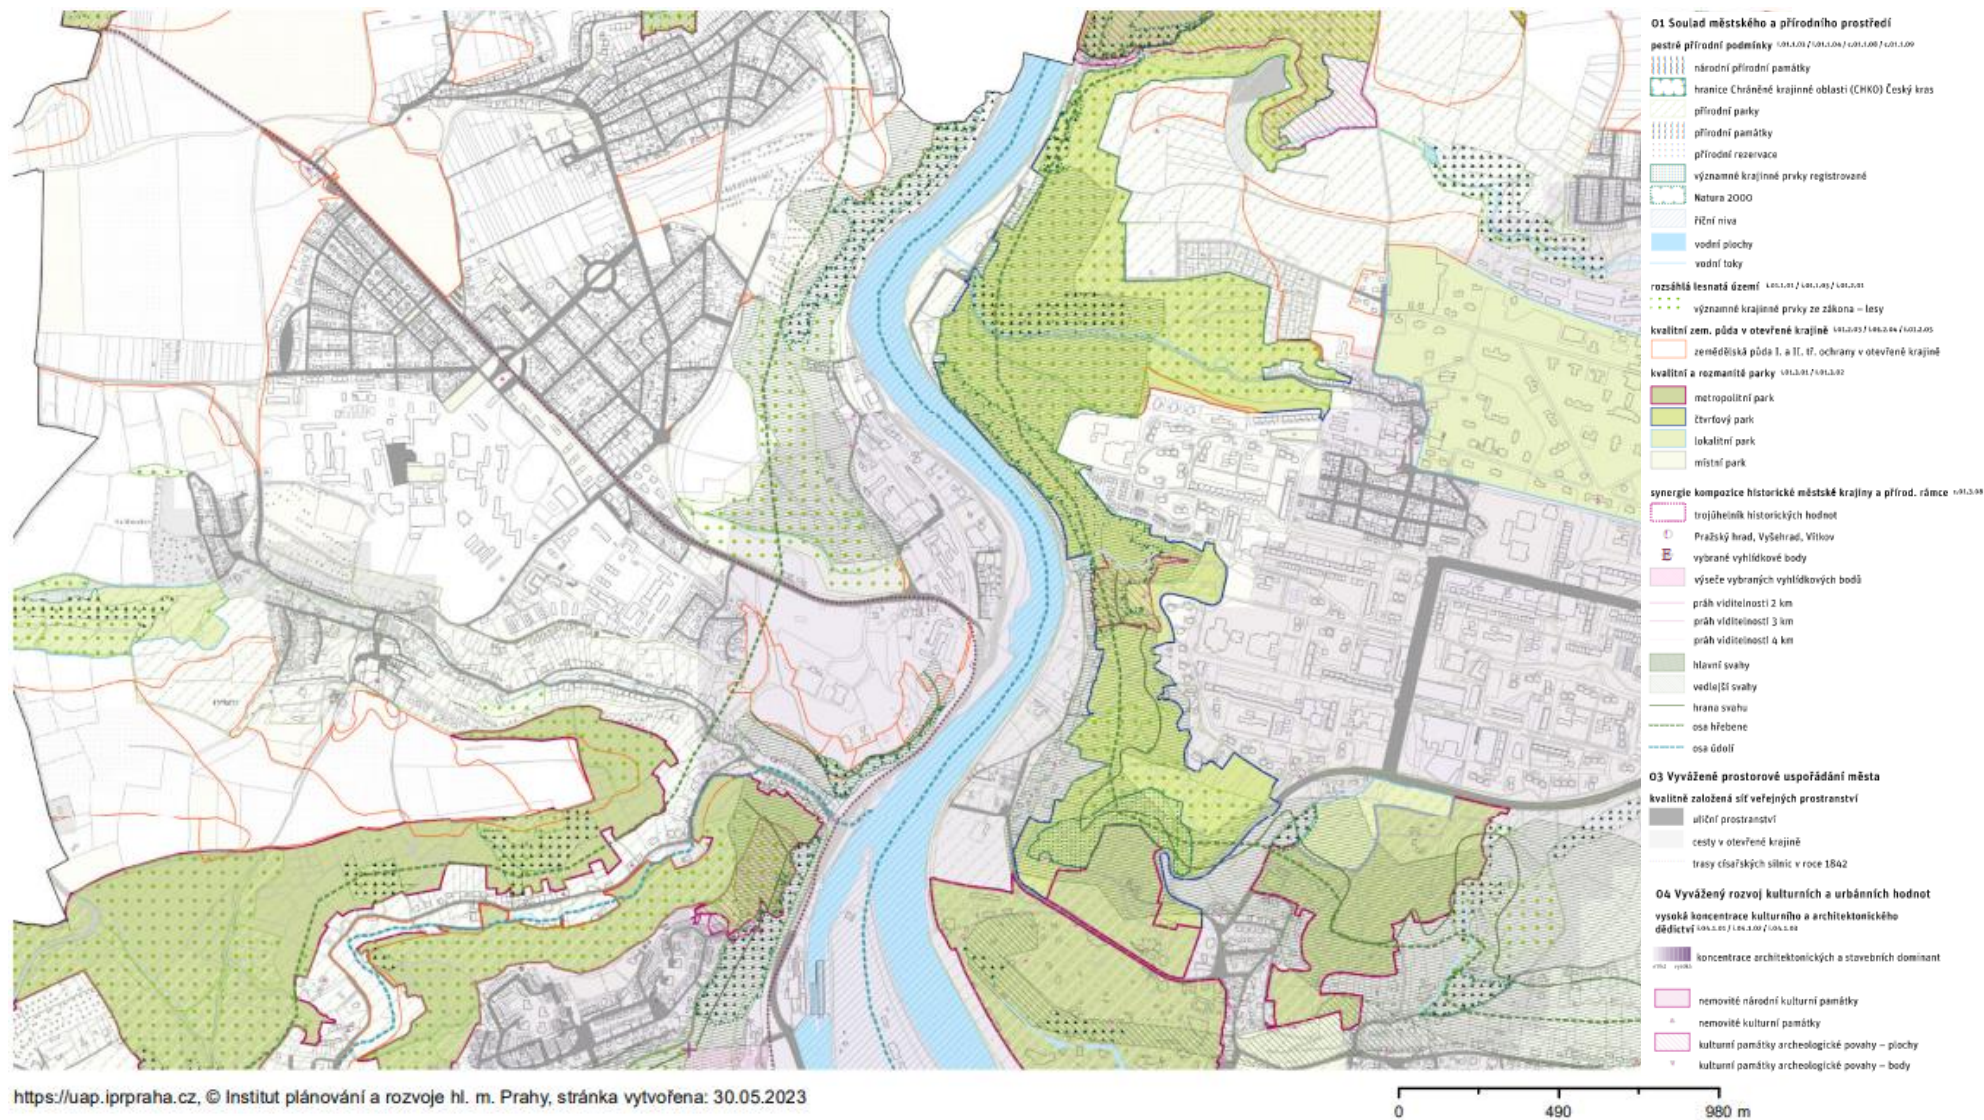 01 Soulad městského a přírodního prostředí
pestré přírodní podmínky
národní přírodní památky
hranice Chráněné krajinné oblasti (CHKO) Český kras
přírodní parky
přírodní památky
přírodní rezervace
významné krajinné prvky registrované
Natura 2000
říční niva
vodní plochy
vodní toky
rozsáhlá lesnatá území
významné krajinné prvky ze zákona – lesy
kvalitní zem. půda v otevřené krajině
zemědělská půda I. a II. tř. ochrany v otevřené krajině
kvalitní a rozmanité parky
metropolitní park
čtvrťový park
lokalitní park
místní park
synergie kompozice historické městské krajiny a přírod. rámce
trojúhelník historických hodnot
Pražský hrad, Vyšehrad, Vítkov
E vybrané vyhlídkové body
výseče vybraných vyhlídkových bodů
práh viditelnosti 2 km
práh viditelnosti 3 km
práh viditelnosti 4 km
hlavní svahy
vedlejší svahy
hrana svahu
osa hřebene
osa údolí
03 Vyvážené prostorové uspořádání města
kvalitně založená síť veřejných prostranství
uliční prostranství
cesty v otevřené krajině
trasy císařských silnic v roce 1842
04 Vyvážený rozvoj kulturních a urbánních hodnot
vysoká koncentrace kulturního a architektonického
dědictví
koncentrace architektonických a stavebních dominant
nemovité národní kulturní památky
nemovité kulturní památky
kulturní památky archeologické povahy – plochy
kulturní památky archeologické povahy – body
https://uap.iprpraha.cz, © Institut plánování a rozvoje hl. m. Prahy, stránka vytvořena: 30.05.2023
0 490 980 m